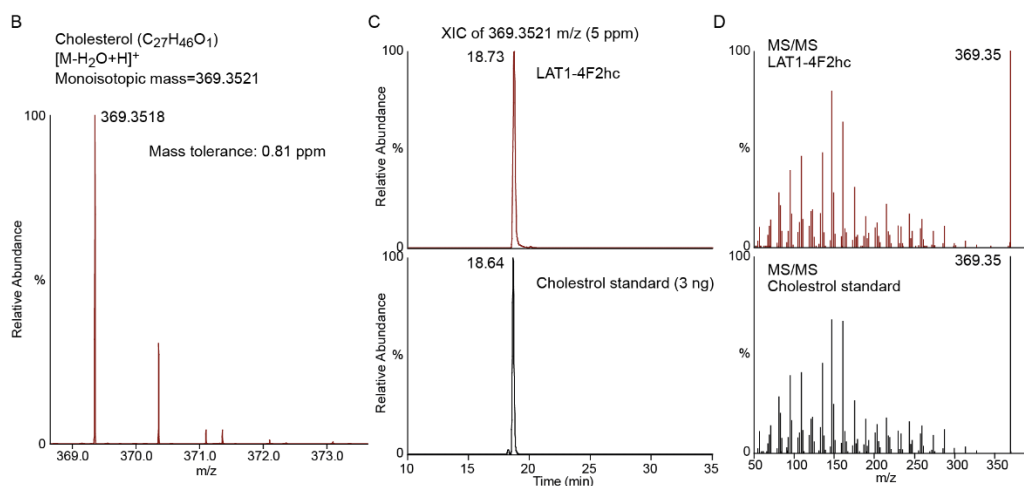 B
Cholesterol (C27H46O1)
[M-H2O+H]+
Monoisotopic mass=369.3521
100
369.3518
Mass tolerance: 0.81 ppm
Relative Abundance
%
0
369.0 370.0 371.0 372.0 373.0
m/z
C
XIC of 369.3521 m/z (5 ppm)
100
18.73
LAT1-4F2hc
Relative Abundance
%
0
100
18.64
Cholestrol standard (3 ng)
Relative Abundance
%
0
10 15 20 25 30 35
Time (min)
D
100
MS/MS
LAT1-4F2hc
369.35
%
0
100
MS/MS
Cholestrol standard
369.35
%
0
50 100 150 200 250 300 350
m/z